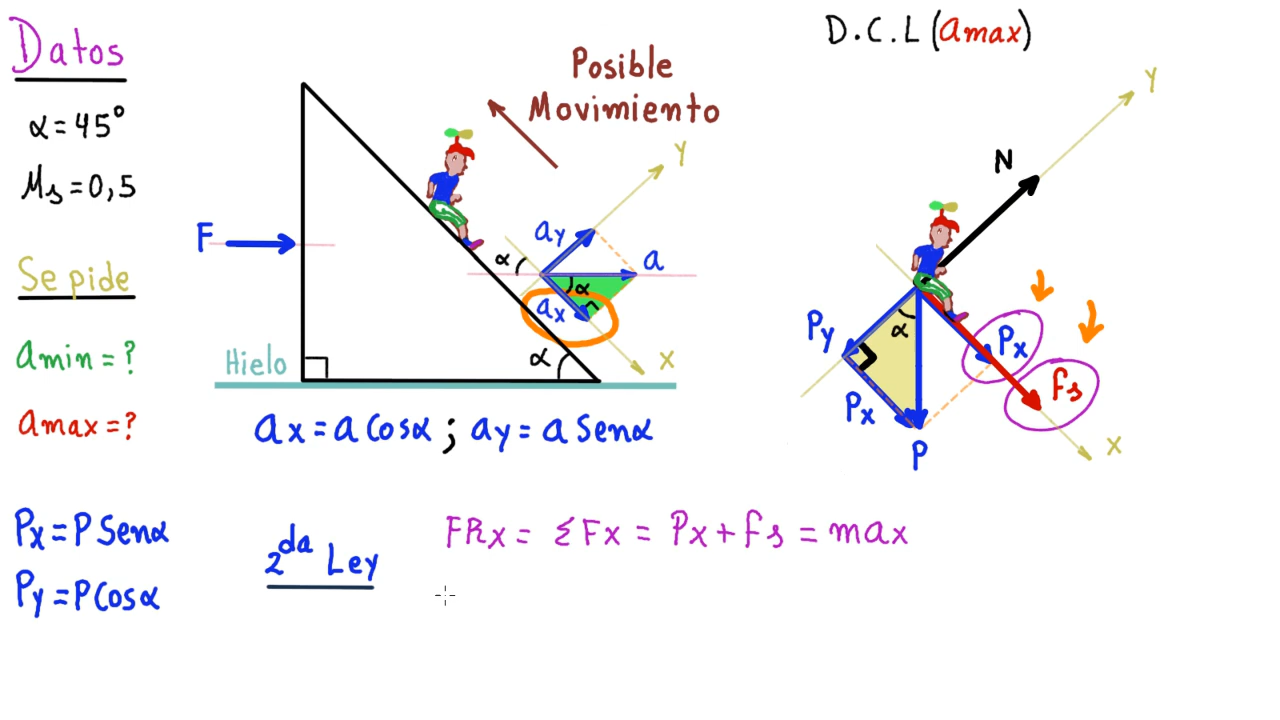 Datos
α = 45°
Ms = 0,5
Se pide
amin = ?
amax = ?
Posible
Movimiento
F
Y
ay
a
α
α
ax
α
X
Hielo
ax = a Cosα ; ay = a Senα
D.C.L (amax)
Y
N
Py
α
Px
Px
fs
P
X
Px = P Senα
Py = P Cosα
2da Ley
FRx = ΣFx = Px + fs = max